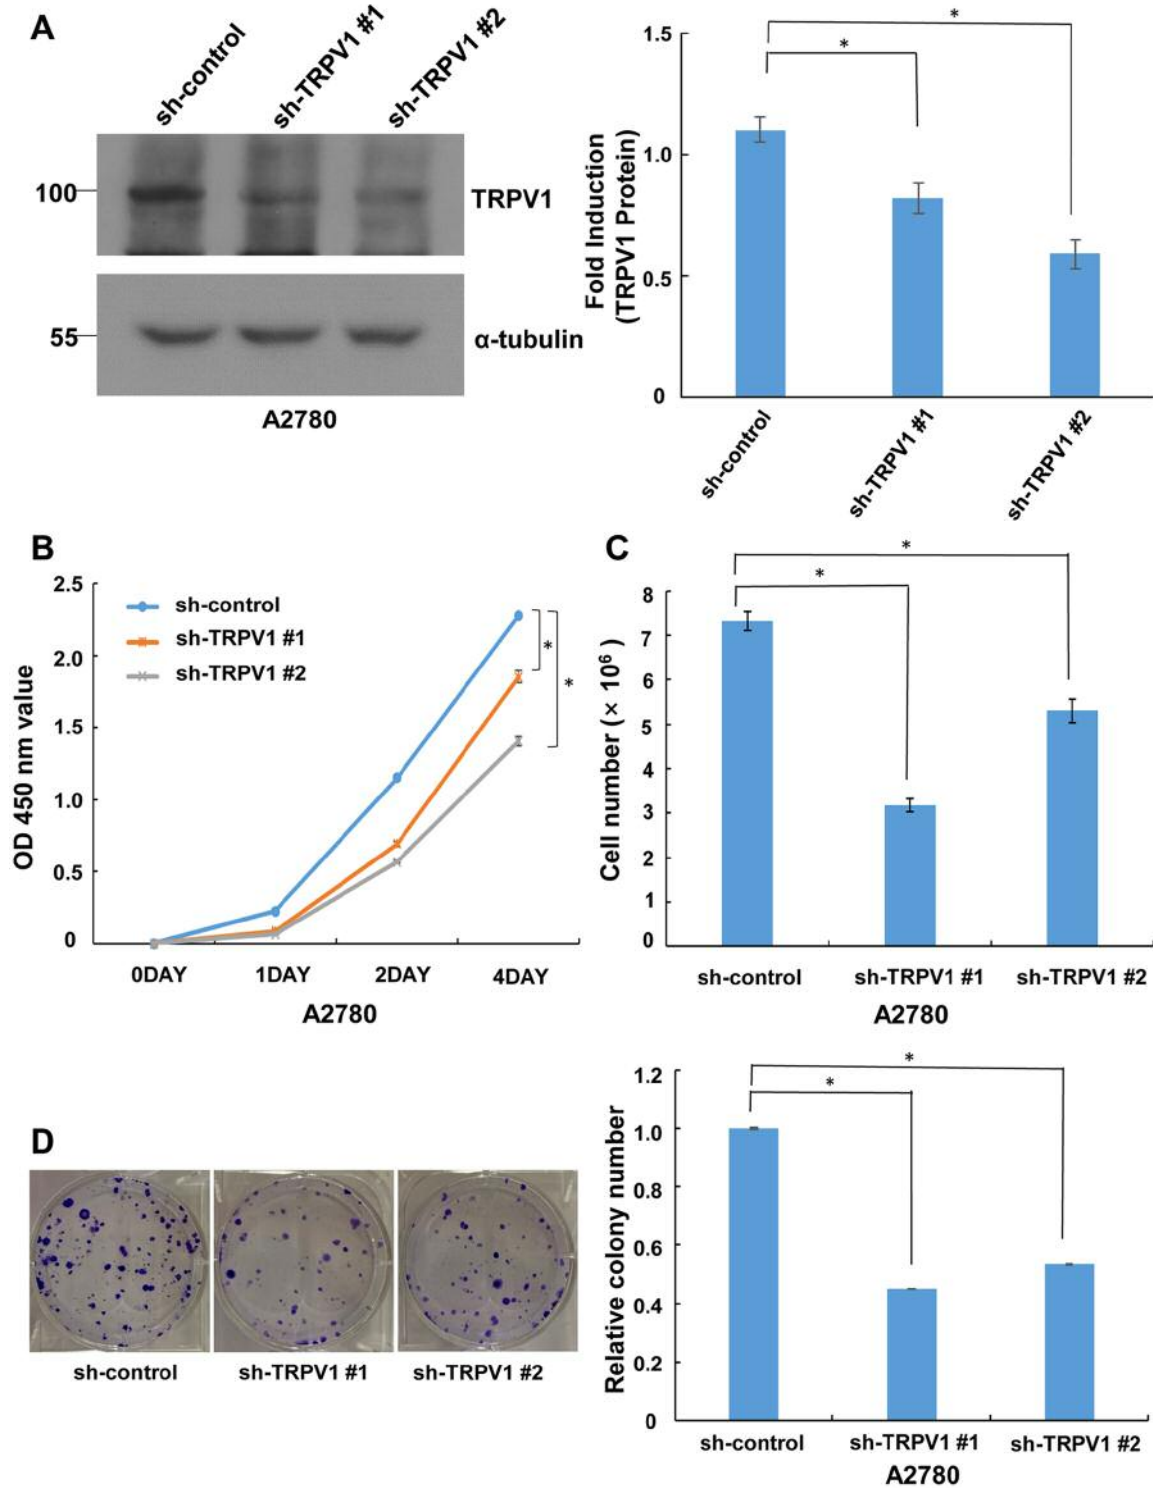 A
sh-control
sh-TRPV1 #1
sh-TRPV1 #2
100
TRPV1
55
α-tubulin
A2780
Fold Induction
(TRPV1 Protein)
1.5
1.0
0.5
0
*
*
sh-control
sh-TRPV1 #1
sh-TRPV1 #2
B
OD 450 nm value
2.5
2.0
1.5
1.0
0.5
0
sh-control
sh-TRPV1 #1
sh-TRPV1 #2
*
*
0DAY 1DAY 2DAY 4DAY
A2780
C
Cell number (× 10⁶ )
8
7
6
5
4
3
2
1
0
*
*
sh-control sh-TRPV1 #1 sh-TRPV1 #2
A2780
D
sh-control sh-TRPV1 #1 sh-TRPV1 #2
Relative colony number
1.2
1.0
0.8
0.6
0.4
0.2
0
*
*
sh-control sh-TRPV1 #1 sh-TRPV1 #2
A2780